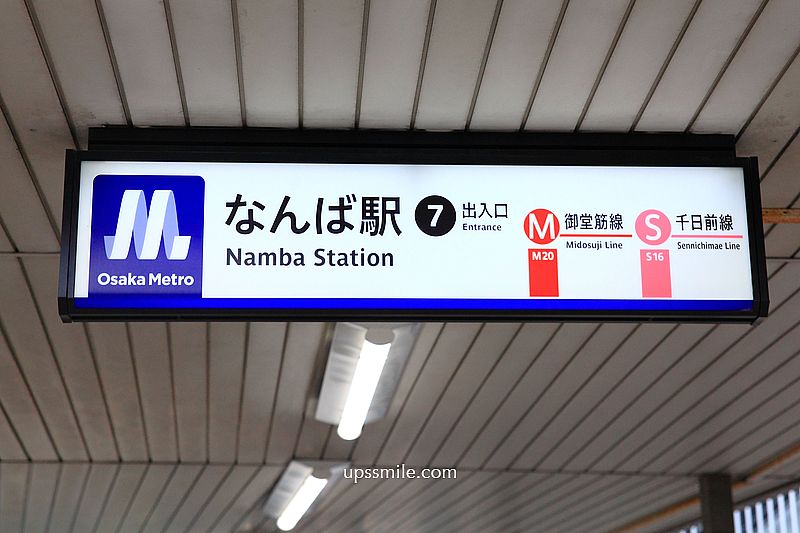 Osaka Metro
なんば駅
Namba Station
7
出入口
Entrance
M
御堂筋線
Midosuji Line
M20
S
千日前線
Sennichimae Line
S16
upssmile.com